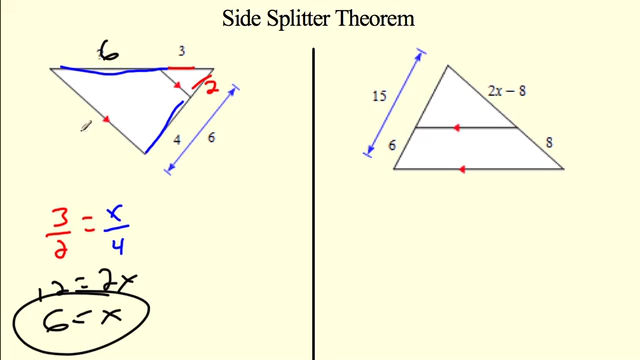 Side Splitter Theorem
6 3
2
4 6
3/2 = x/4
12 = 2x
6 = x
15 2x − 8
6 8